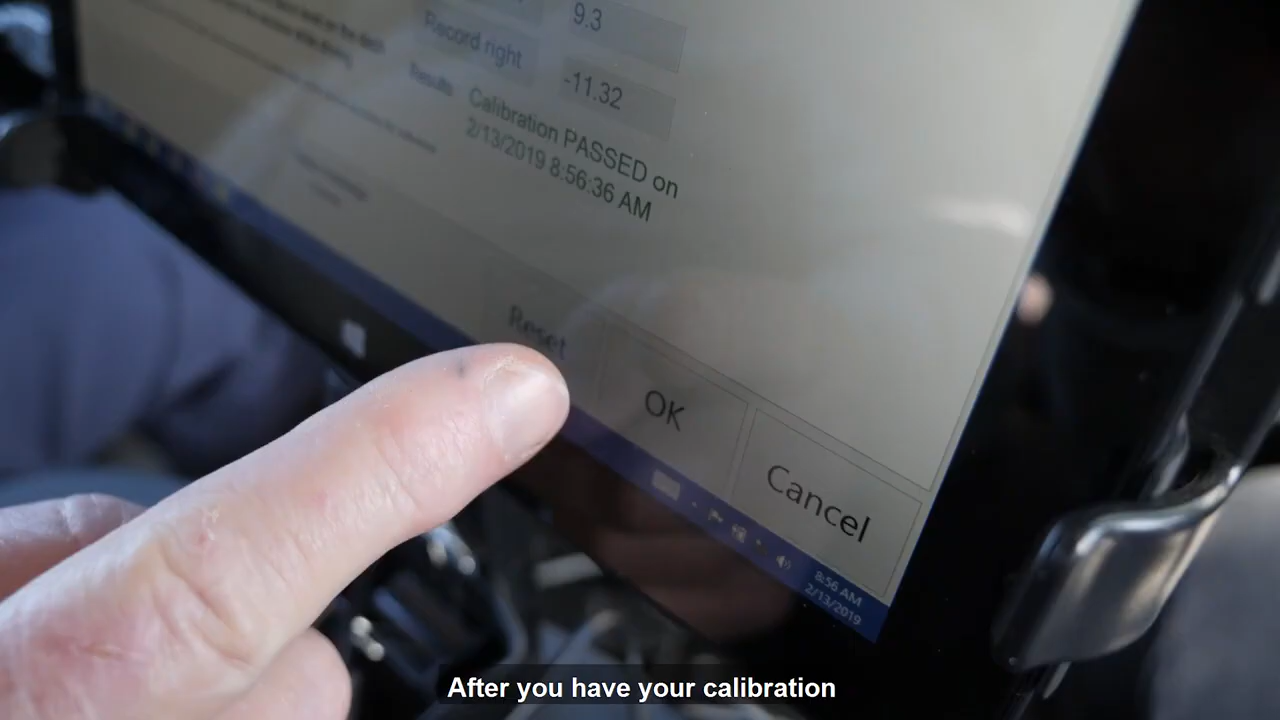 9.3
Record right
-11.32
Results
Calibration PASSED on
2/13/2019 8:56:36 AM
Reset
OK
Cancel
8:56 AM
2/13/2019
After you have your calibration